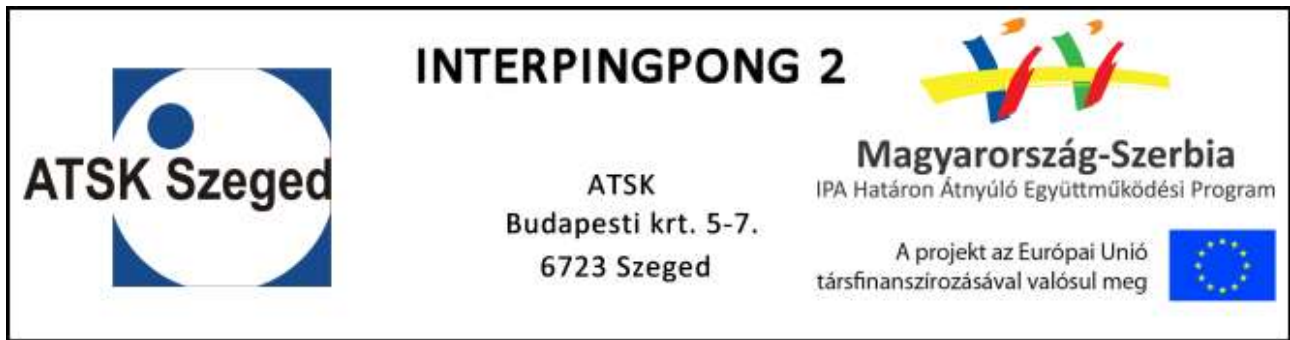 ATSK Szeged
INTERPINGPONG 2
ATSK
Budapesti krt. 5-7.
6723 Szeged
Magyarország-Szerbia
IPA Határon Átnyúló Együttműködési Program
A projekt az Európai Unió
társfinanszírozásával valósul meg